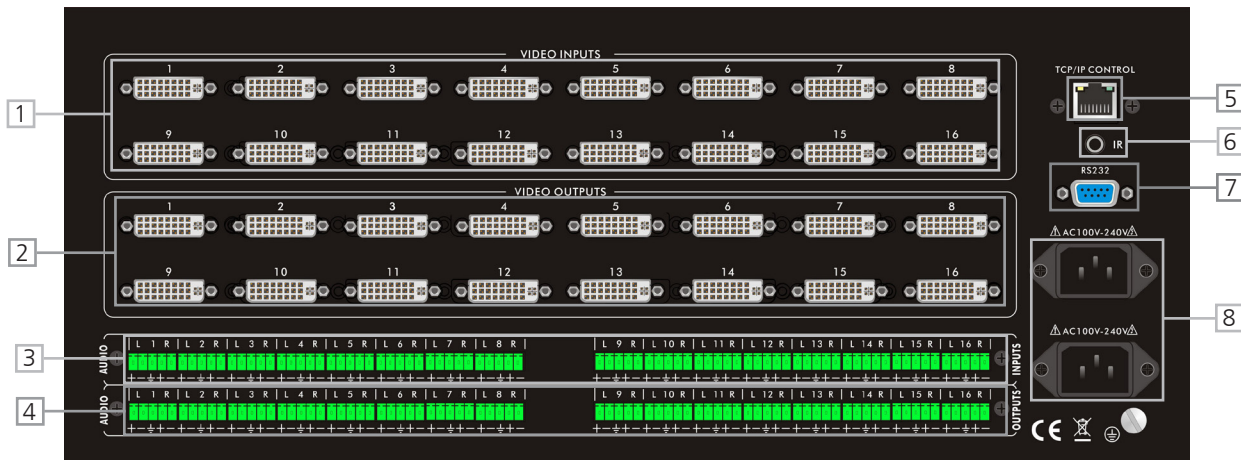 VIDEO INPUTS
1 2 3 4 5 6 7 8
9 10 11 12 13 14 15 16
1
VIDEO OUTPUTS
1 2 3 4 5 6 7 8
9 10 11 12 13 14 15 16
2
AUDIO
L 1 R L 2 R L 3 R L 4 R L 5 R L 6 R L 7 R L 8 R L 9 R L 10 R L 11 R L 12 R L 13 R L 14 R L 15 R L 16 R
INPUTS
3
AUDIO
L 1 R L 2 R L 3 R L 4 R L 5 R L 6 R L 7 R L 8 R L 9 R L 10 R L 11 R L 12 R L 13 R L 14 R L 15 R L 16 R
OUTPUTS
4
TCP/IP CONTROL
5
IR
6
RS232
7
AC100V-240V
AC100V-240V
8
CE